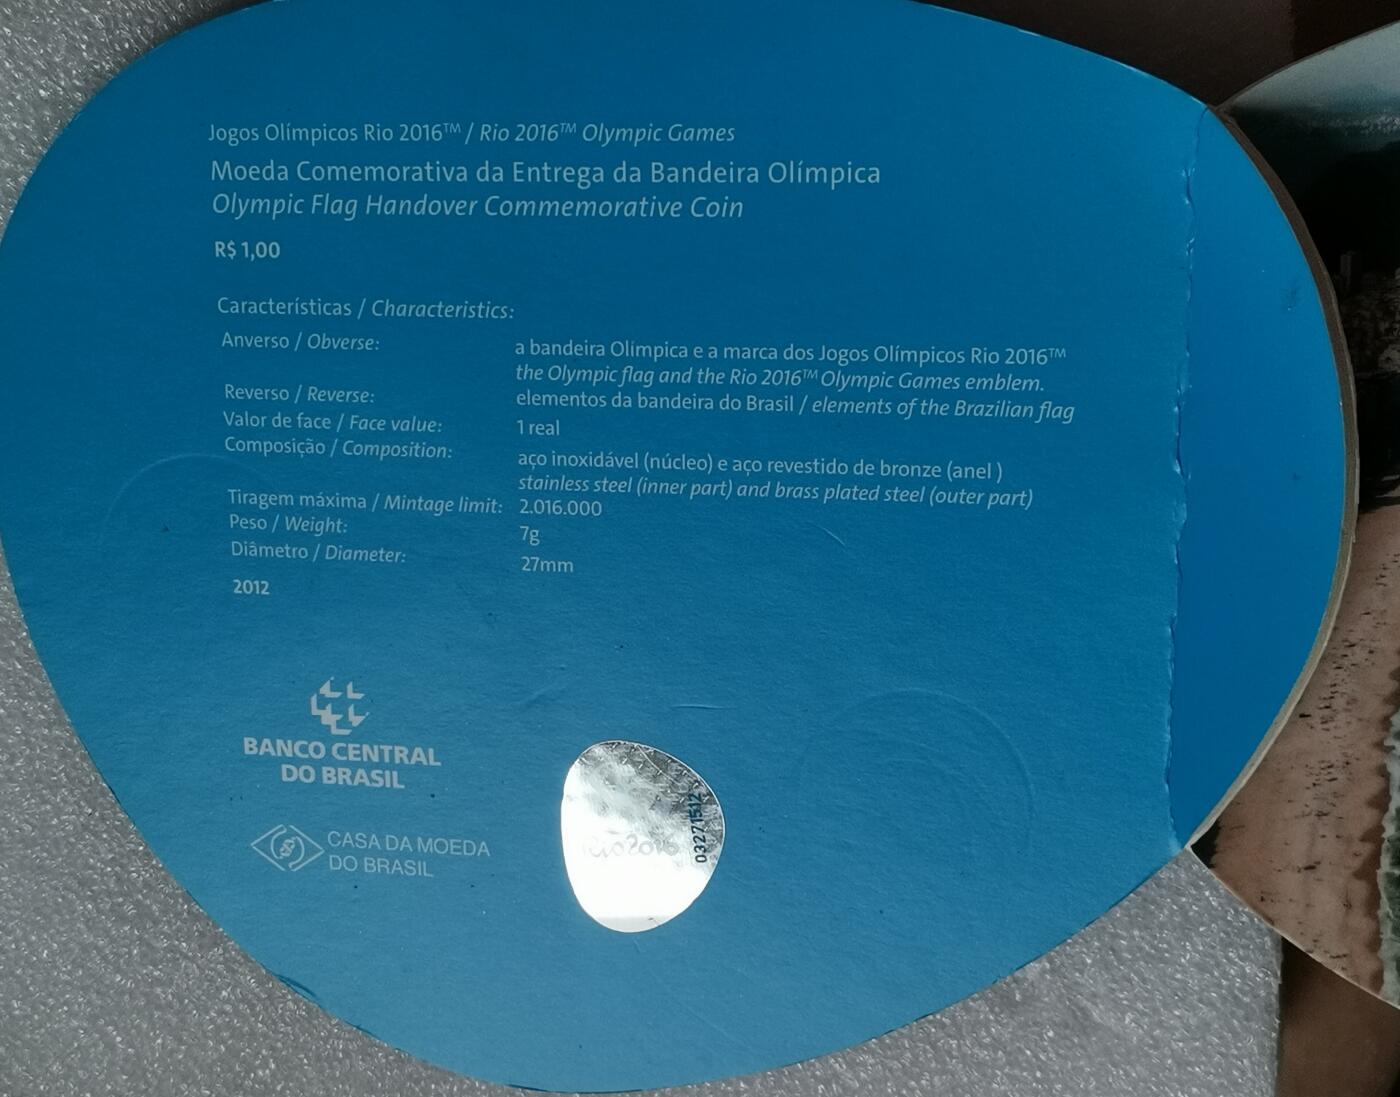 Jogos Olímpicos Rio 2016™ / Rio 2016™ Olympic Games
Moeda Comemorativa da Entrega da Bandeira Olímpica
Olympic Flag Handover Commemorative Coin
R$ 1,00
Características / Characteristics:
Anverso / Obverse: a bandeira Olímpica e a marca dos Jogos Olímpicos Rio 2016™
the Olympic flag and the Rio 2016™ Olympic Games emblem.
Reverso / Reverse: elementos da bandeira do Brasil / elements of the Brazilian flag
Valor de face / Face value: 1 real
Composição / Composition: aço inoxidável (núcleo) e aço revestido de bronze (anel )
stainless steel (inner part) and brass plated steel (outer part)
Tiragem máxima / Mintage limit: 2.016.000
Peso / Weight: 7g
Diâmetro / Diameter: 27mm
2012
BANCO CENTRAL
DO BRASIL
CASA DA MOEDA
DO BRASIL
Rio2016
03271512